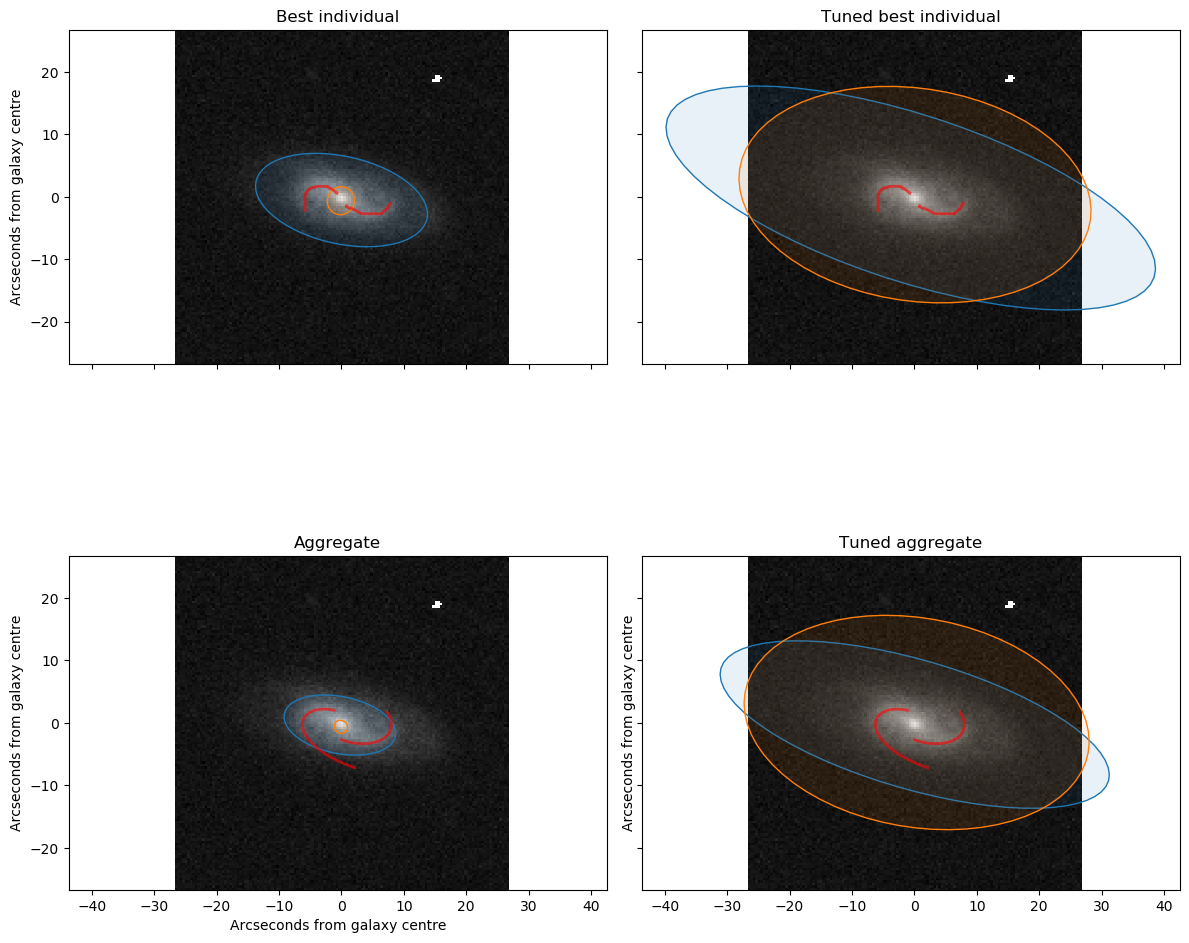 Best individual
Tuned best individual
Arcseconds from galaxy centre
20
10
0
−10
−20
Aggregate
Tuned aggregate
Arcseconds from galaxy centre
20
10
0
−10
−20
Arcseconds from galaxy centre
−40 −30 −20 −10 0 10 20 30 40
−40 −30 −20 −10 0 10 20 30 40
Arcseconds from galaxy centre